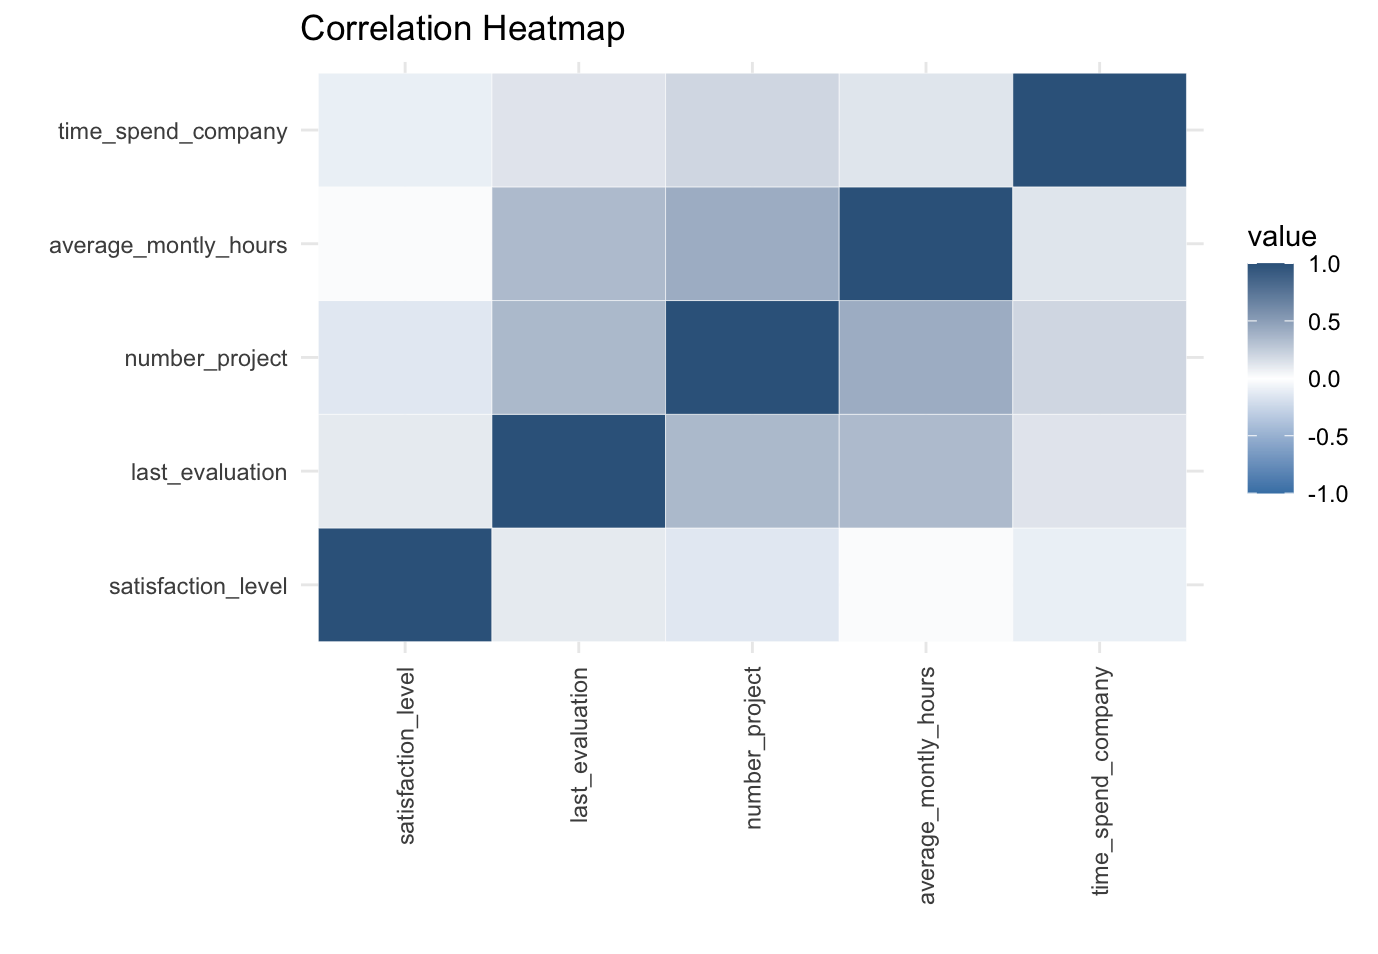 Correlation Heatmap
time_spend_company
average_montly_hours
number_project
last_evaluation
satisfaction_level
satisfaction_level
last_evaluation
number_project
average_montly_hours
time_spend_company
value
1.0
0.5
0.0
-0.5
-1.0